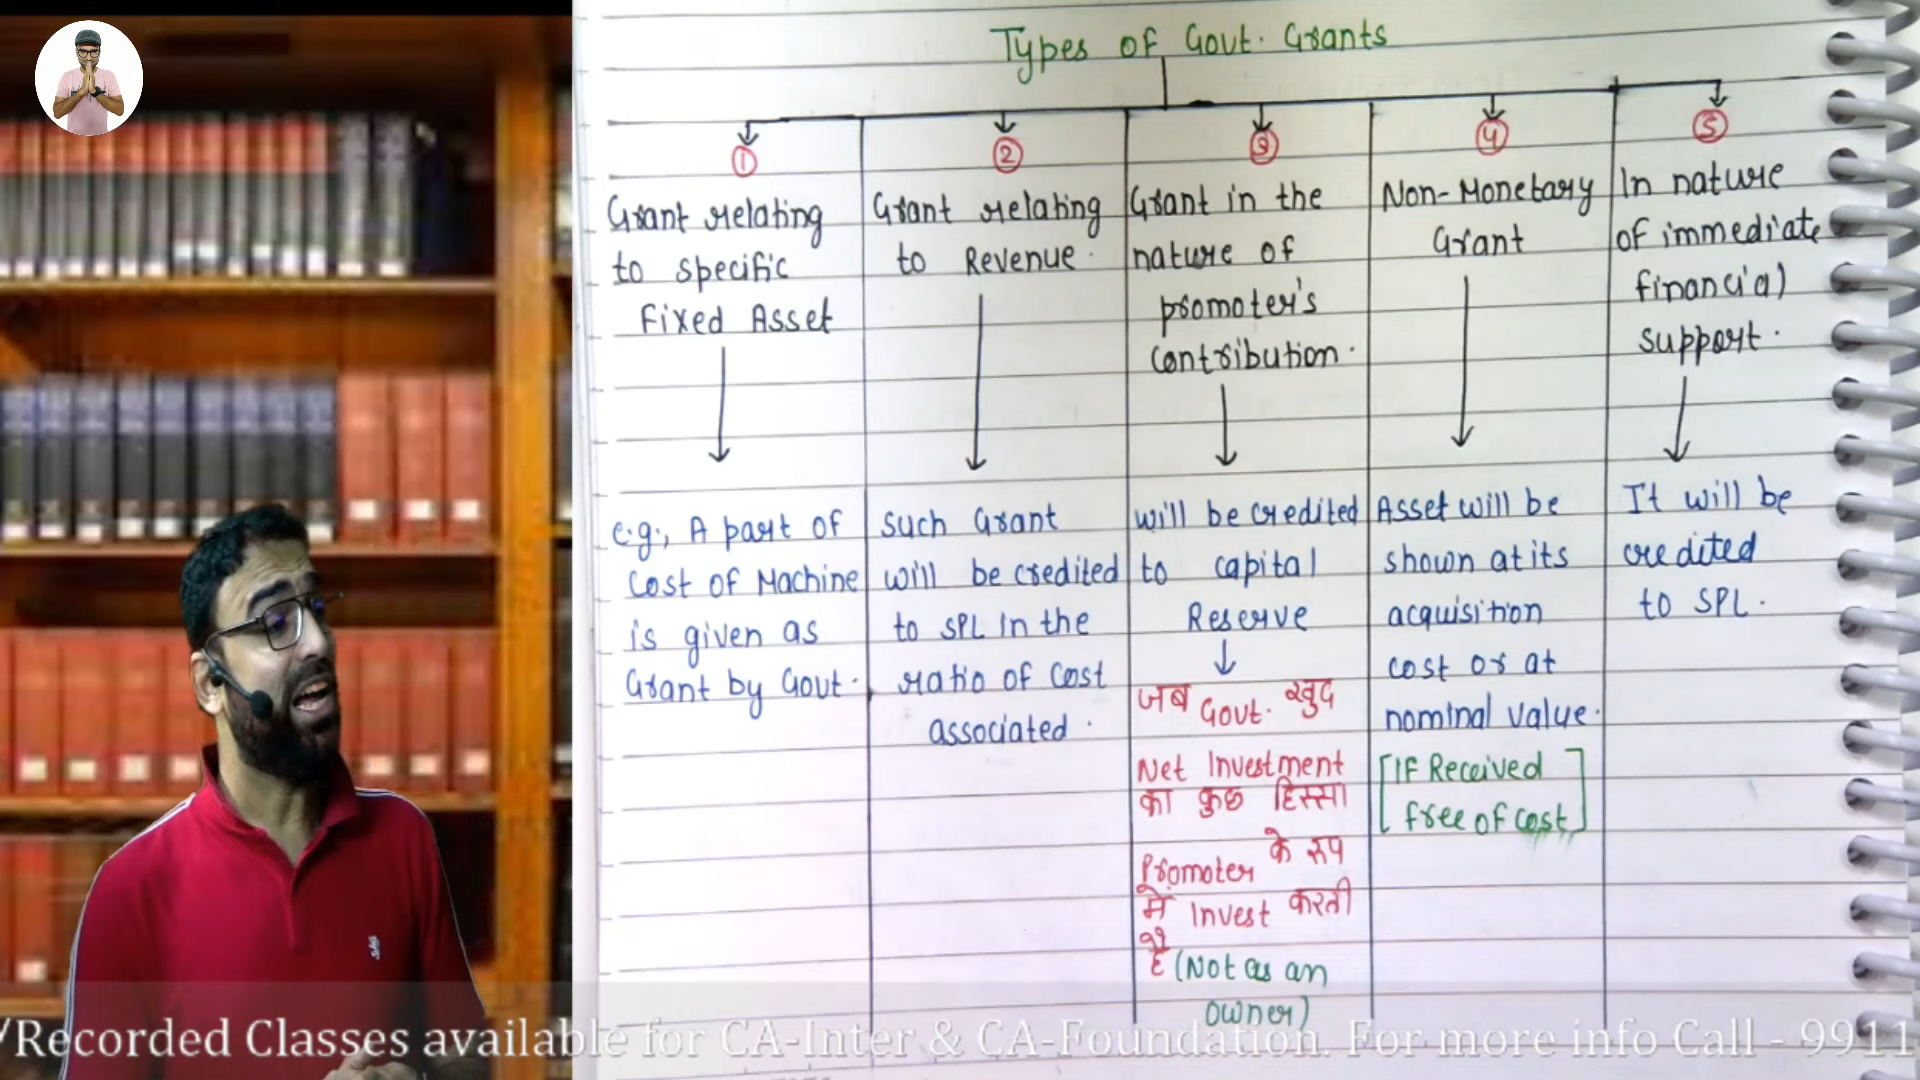 Types of Govt. Grants
①
Grant relating
to specific
Fixed Asset
e.g., A part of
Cost of Machine
is given as
Grant by Govt.
②
Grant relating
to Revenue.
such Grant
will be credited
to SPL in the
ratio of cost
associated.
③
Grant in the
nature of
promoter's
contribution.
will be credited
to capital
Reserve
जब Govt. खुद
Net Investment
का कुछ हिस्सा
Promoter के रूप
में Invest करती
है (Not as an
owner)
④
Non-Monetary
Grant
Asset will be
shown at its
acquisition
cost or at
nominal value.
[IF Received
free of cost]
⑤
In nature
of immediate
financial
support.
It will be
credited
to SPL.
/Recorded Classes available for CA-Inter & CA-Foundation. For more info Call - 9911